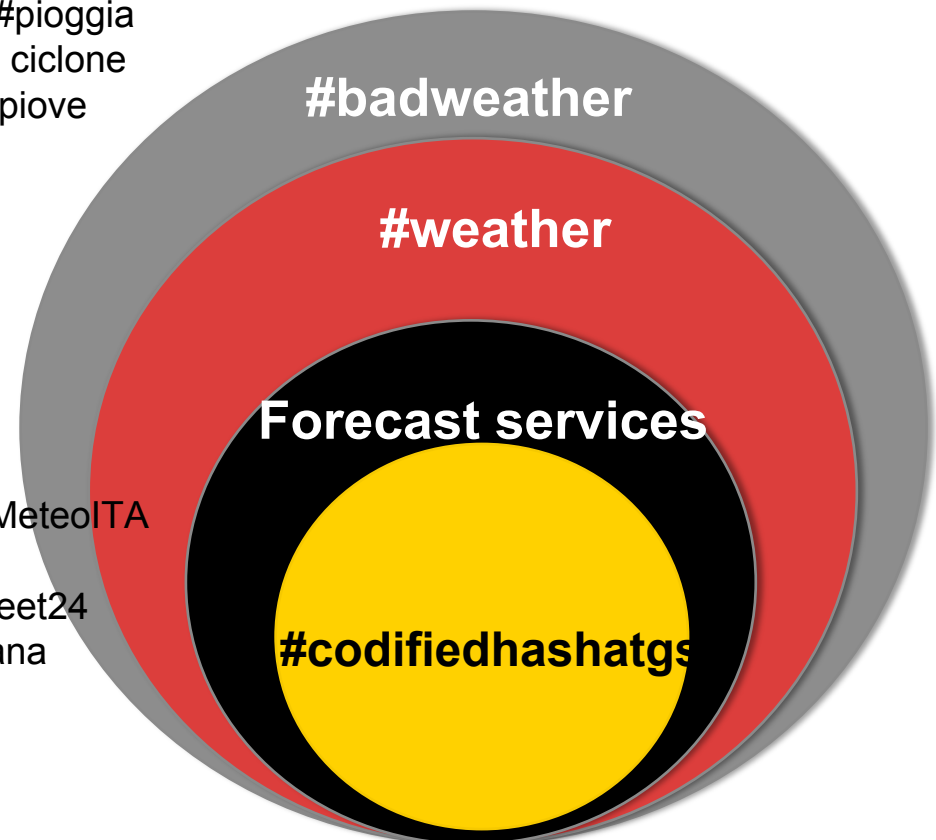 #pioggia
ciclone
piove
#badweather
#weather
Forecast services
MeteoITA
eet24
ana
#codifiedhashatgs